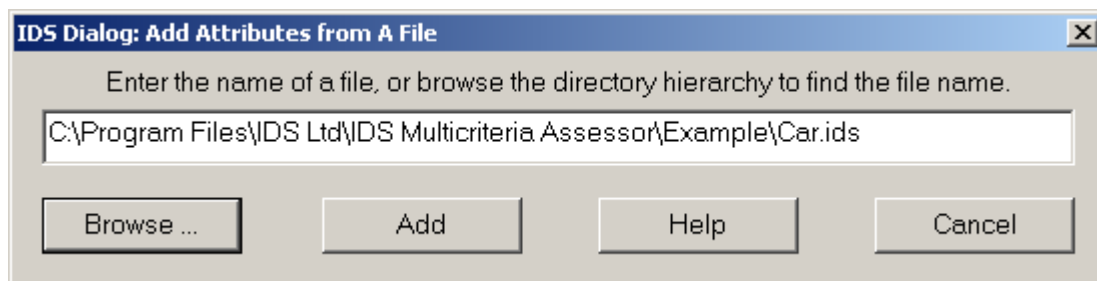 IDS Dialog: Add Attributes from A File
Enter the name of a file, or browse the directory hierarchy to find the file name.
C:\Program Files\IDS Ltd\IDS Multicriteria Assessor\Example\Car.ids
Browse ... Add Help Cancel